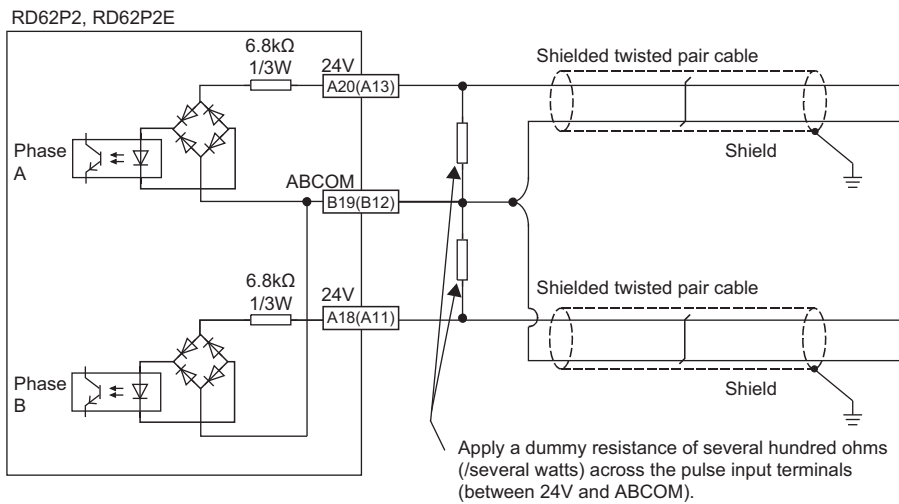 RD62P2, RD62P2E
6.8kΩ
1/3W
24V
A20(A13)
Shielded twisted pair cable
Phase
A
Shield
ABCOM
B19(B12)
6.8kΩ
1/3W
24V
A18(A11)
Shielded twisted pair cable
Phase
B
Shield
Apply a dummy resistance of several hundred ohms
(/several watts) across the pulse input terminals
(between 24V and ABCOM).